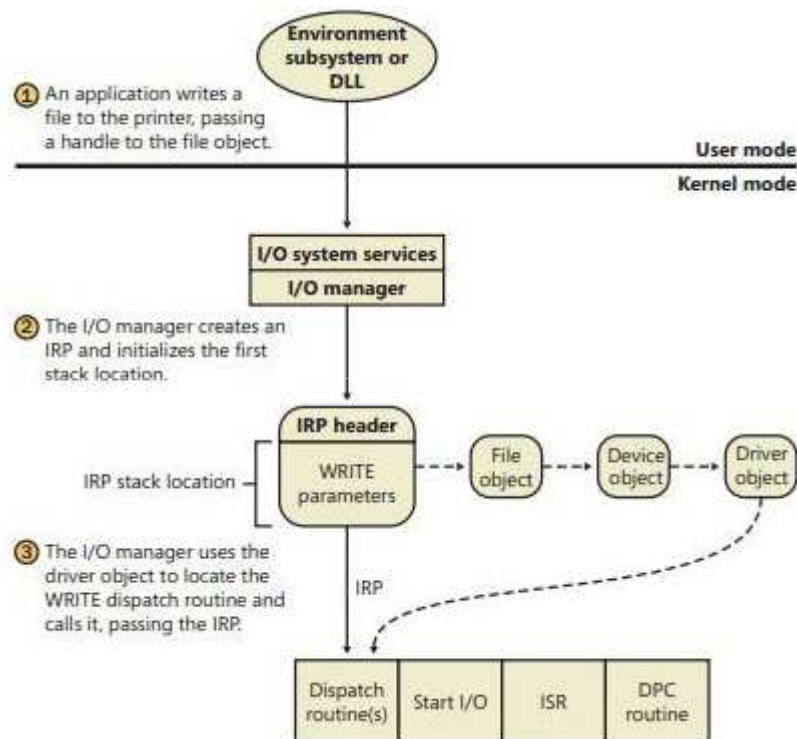 Environment
subsystem or
DLL
① An application writes a
file to the printer, passing
a handle to the file object.
User mode
Kernel mode
I/O system services
I/O manager
② The I/O manager creates an
IRP and initializes the first
stack location.
IRP header
IRP stack location
WRITE
parameters
File
object
Device
object
Driver
object
③ The I/O manager uses the
driver object to locate the
WRITE dispatch routine and
calls it, passing the IRP.
IRP
Dispatch
routine(s)
Start I/O
ISR
DPC
routine